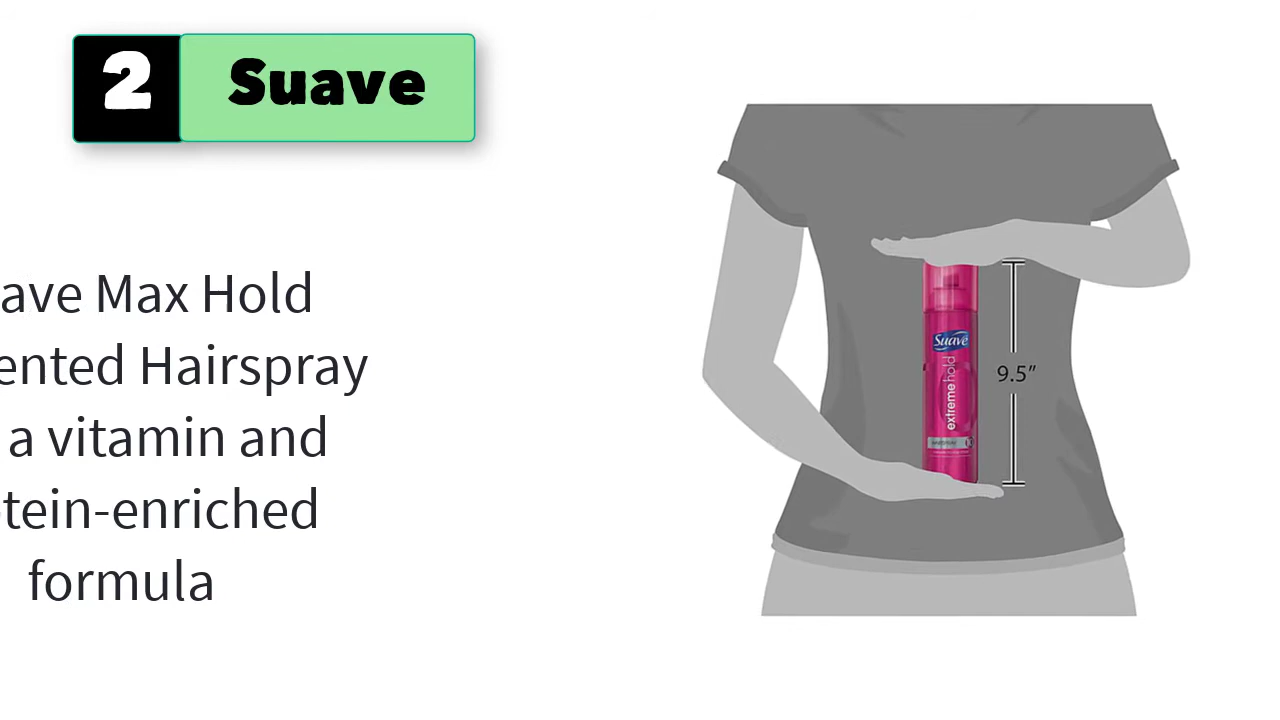 2 Suave
ave Max Hold
ented Hairspray
a vitamin and
tein-enriched
formula
Suave
extreme hold
9.5”